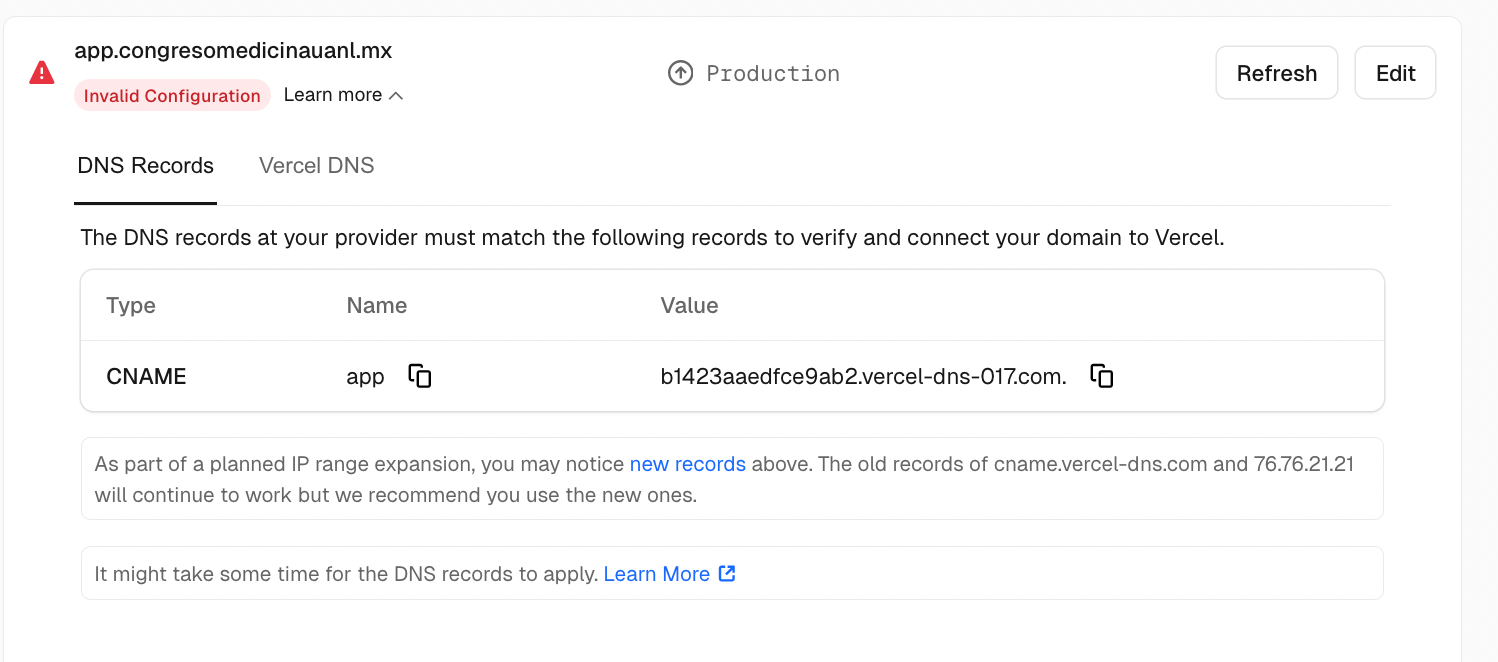 app.congresomedicinauanl.mx
Invalid Configuration Learn more
Production
Refresh
Edit
DNS Records Vercel DNS
The DNS records at your provider must match the following records to verify and connect your domain to Vercel.
Type Name Value
CNAME app b1423aaedfce9ab2.vercel-dns-017.com.
As part of a planned IP range expansion, you may notice new records above. The old records of cname.vercel-dns.com and 76.76.21.21
will continue to work but we recommend you use the new ones.
It might take some time for the DNS records to apply. Learn More